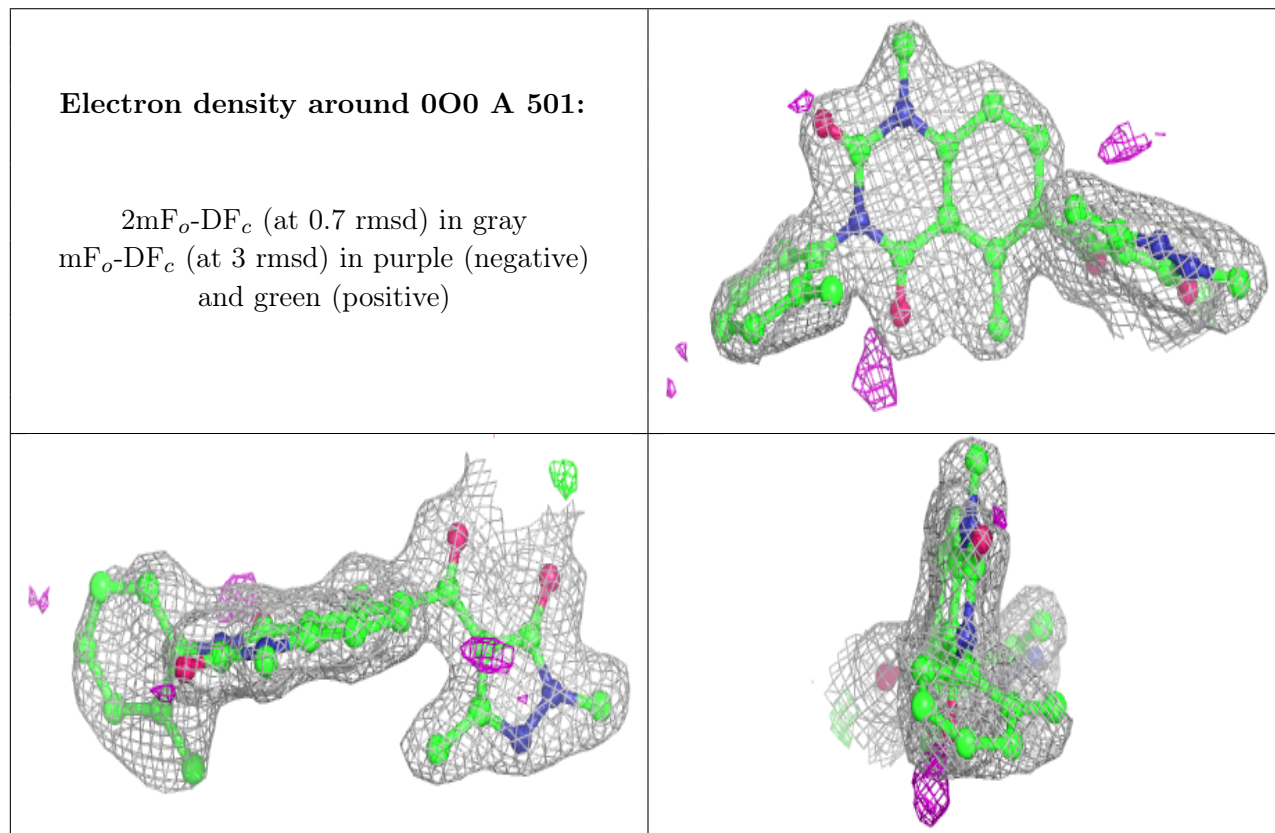 Electron density around 0O0 A 501:
2mFo-DFc (at 0.7 rmsd) in gray
mFo-DFc (at 3 rmsd) in purple (negative)
and green (positive)